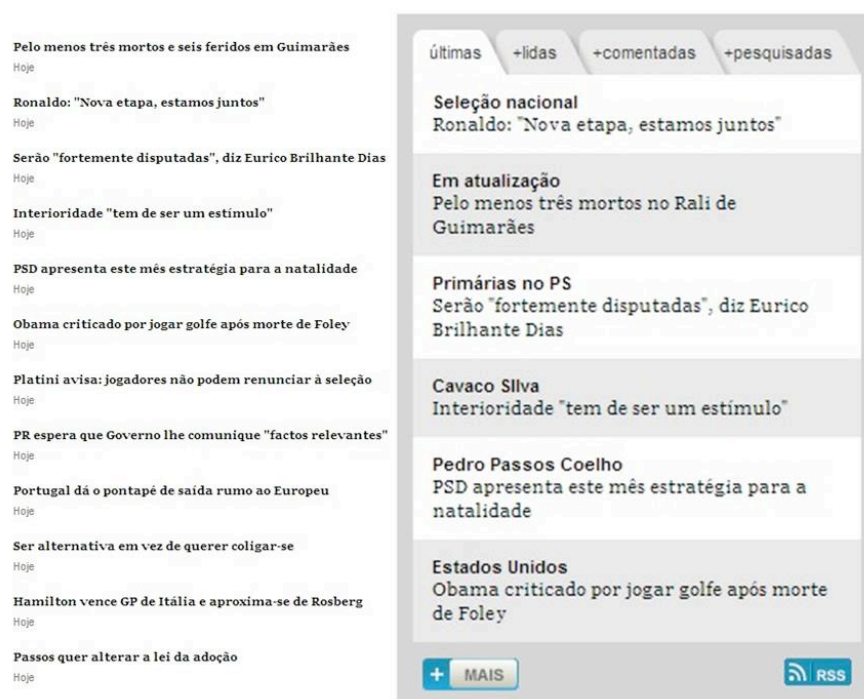 Pelo menos três mortos e seis feridos em Guimarães
Hoje
Ronaldo: "Nova etapa, estamos juntos"
Hoje
Serão "fortemente disputadas", diz Eurico Brilhante Dias
Hoje
Interioridade "tem de ser um estímulo"
Hoje
PSD apresenta este mês estratégia para a natalidade
Hoje
Obama criticado por jogar golfe após morte de Foley
Hoje
Platini avisa: jogadores não podem renunciar à seleção
Hoje
PR espera que Governo lhe comunique "factos relevantes"
Hoje
Portugal dá o pontapé de saída rumo ao Europeu
Hoje
Ser alternativa em vez de querer coligar-se
Hoje
Hamilton vence GP de Itália e aproxima-se de Rosberg
Hoje
Passos quer alterar a lei da adoção
Hoje
últimas +lidas +comentadas +pesquisadas
Seleção nacional
Ronaldo: "Nova etapa, estamos juntos"
Em atualização
Pelo menos três mortos no Rali de
Guimarães
Primárias no PS
Serão "fortemente disputadas", diz Eurico
Brilhante Dias
Cavaco SIlva
Interioridade "tem de ser um estímulo"
Pedro Passos Coelho
PSD apresenta este mês estratégia para a
natalidade
Estados Unidos
Obama criticado por jogar golfe após morte
de Foley
+ MAIS
RSS